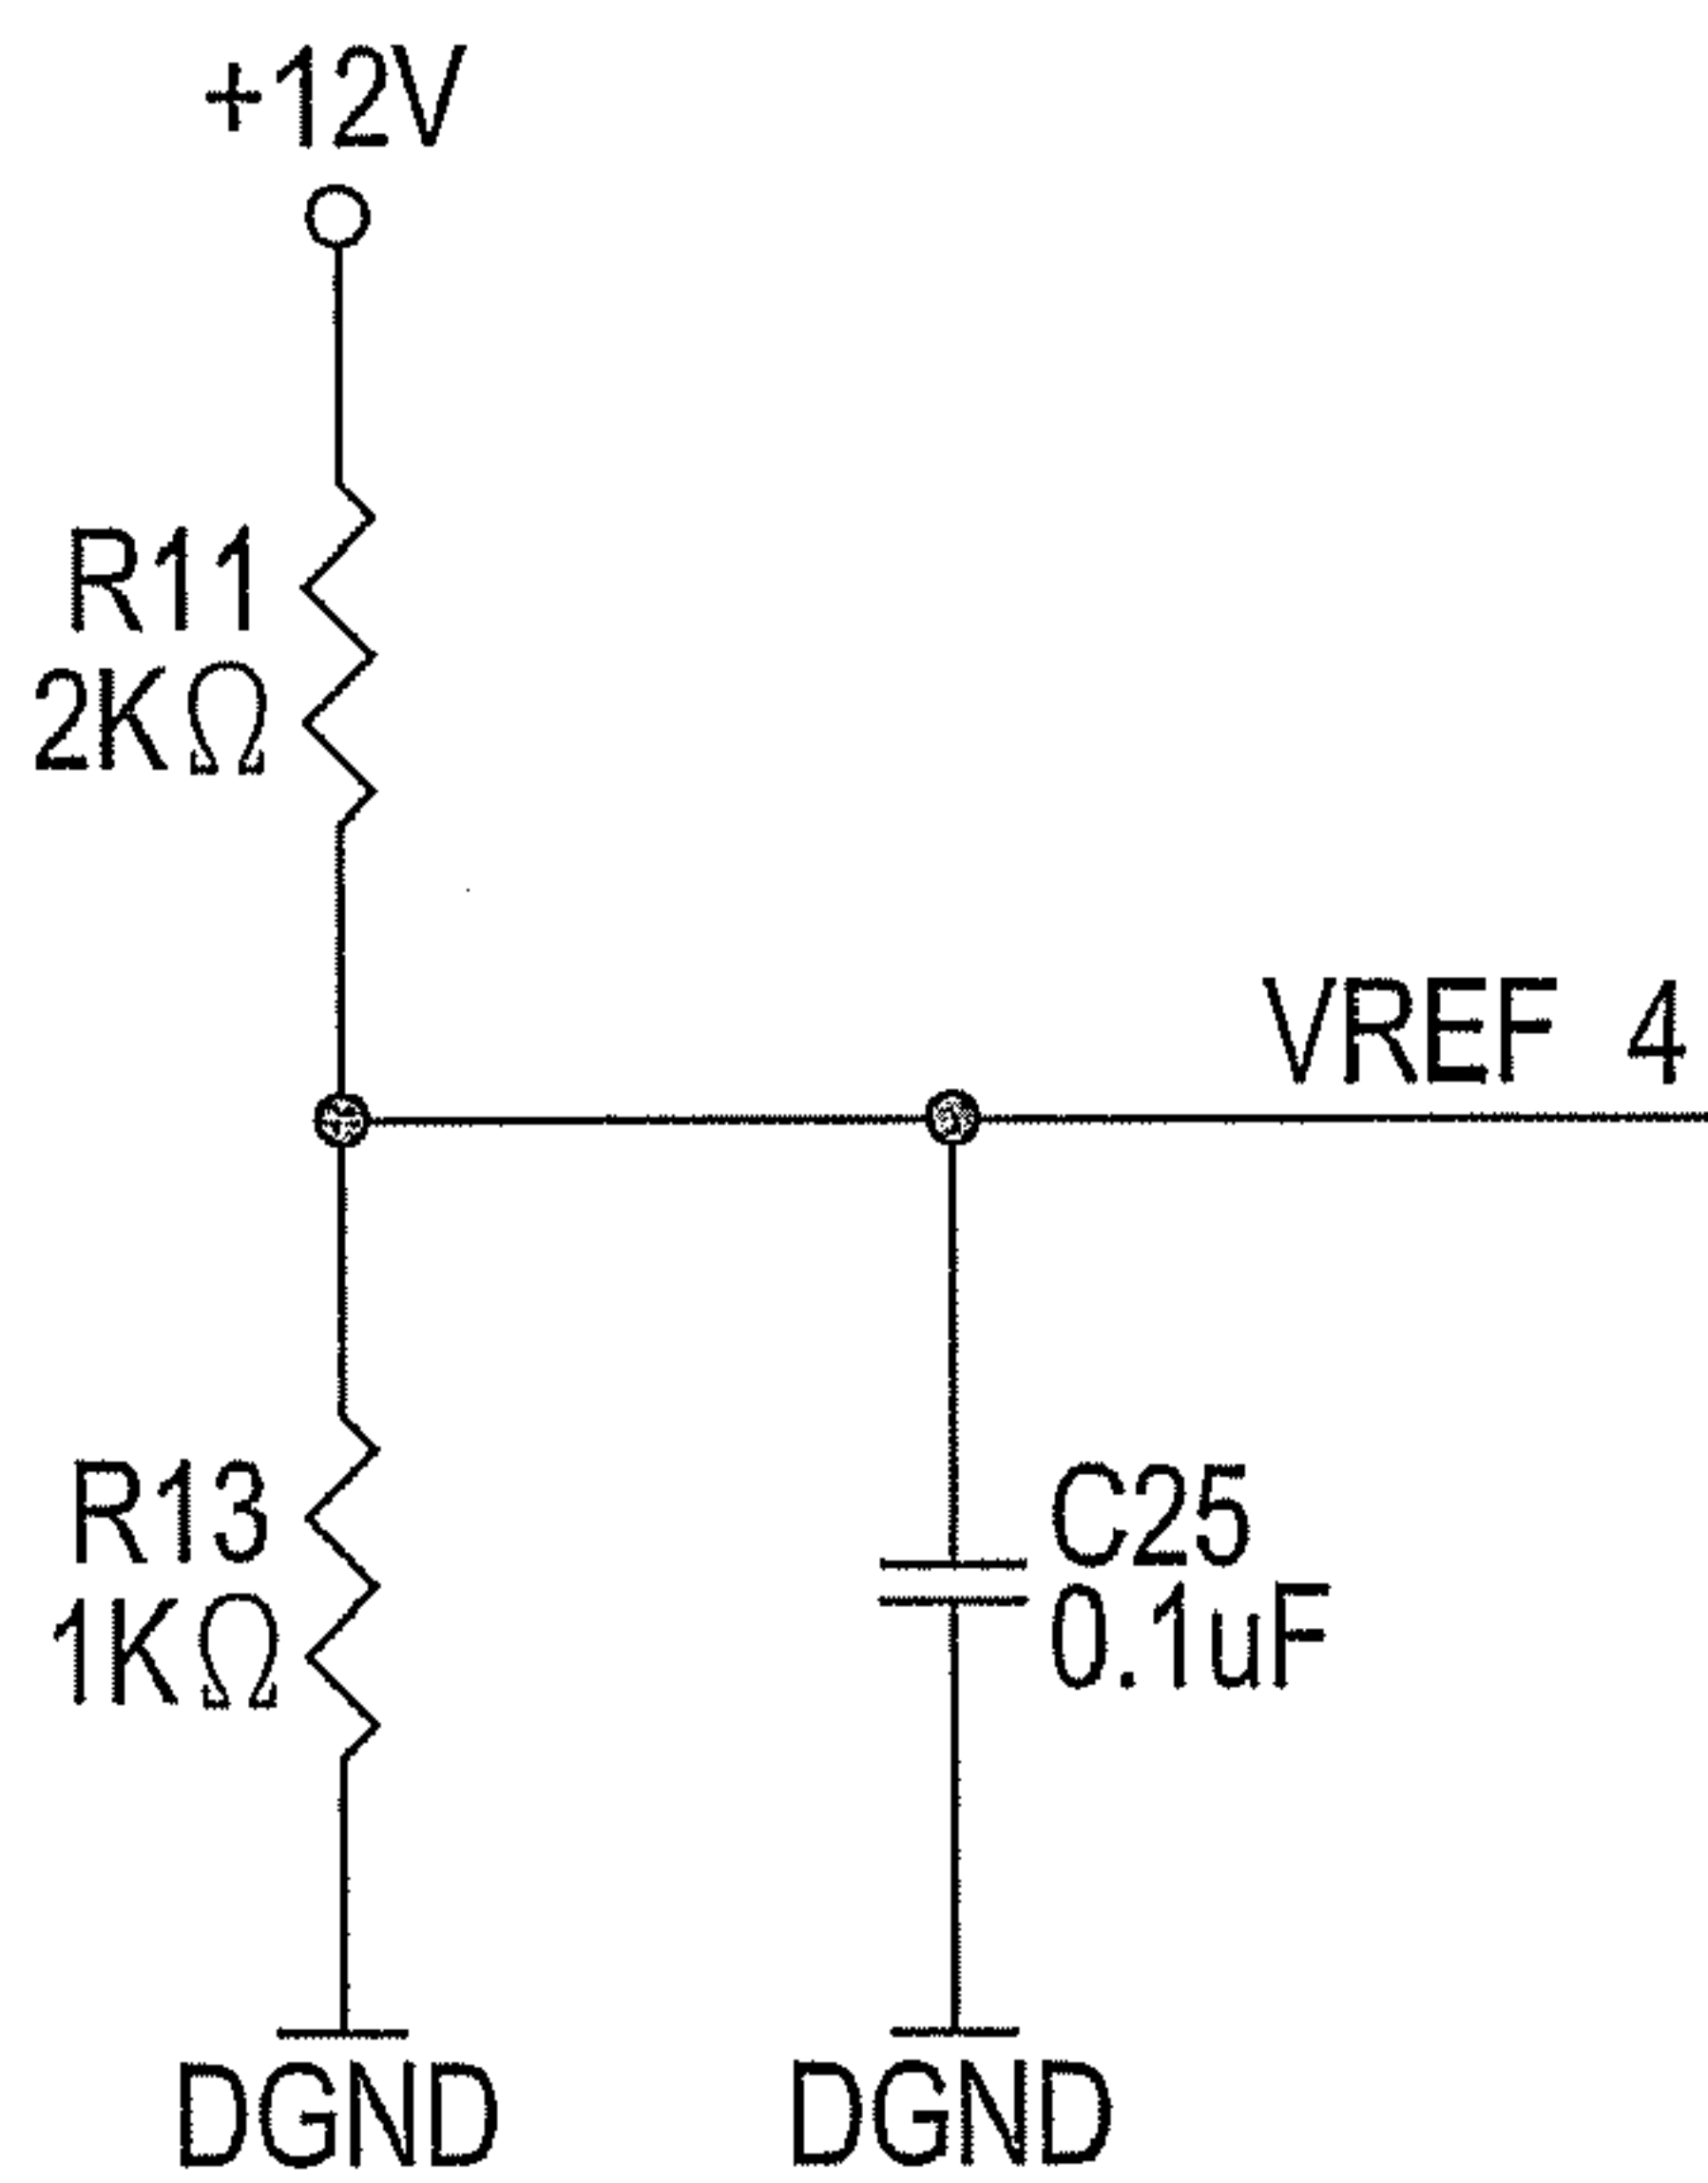 +12V
R11
2KΩ
VREF 4
R13
1KΩ
C25
0.1uF
DGND
DGND